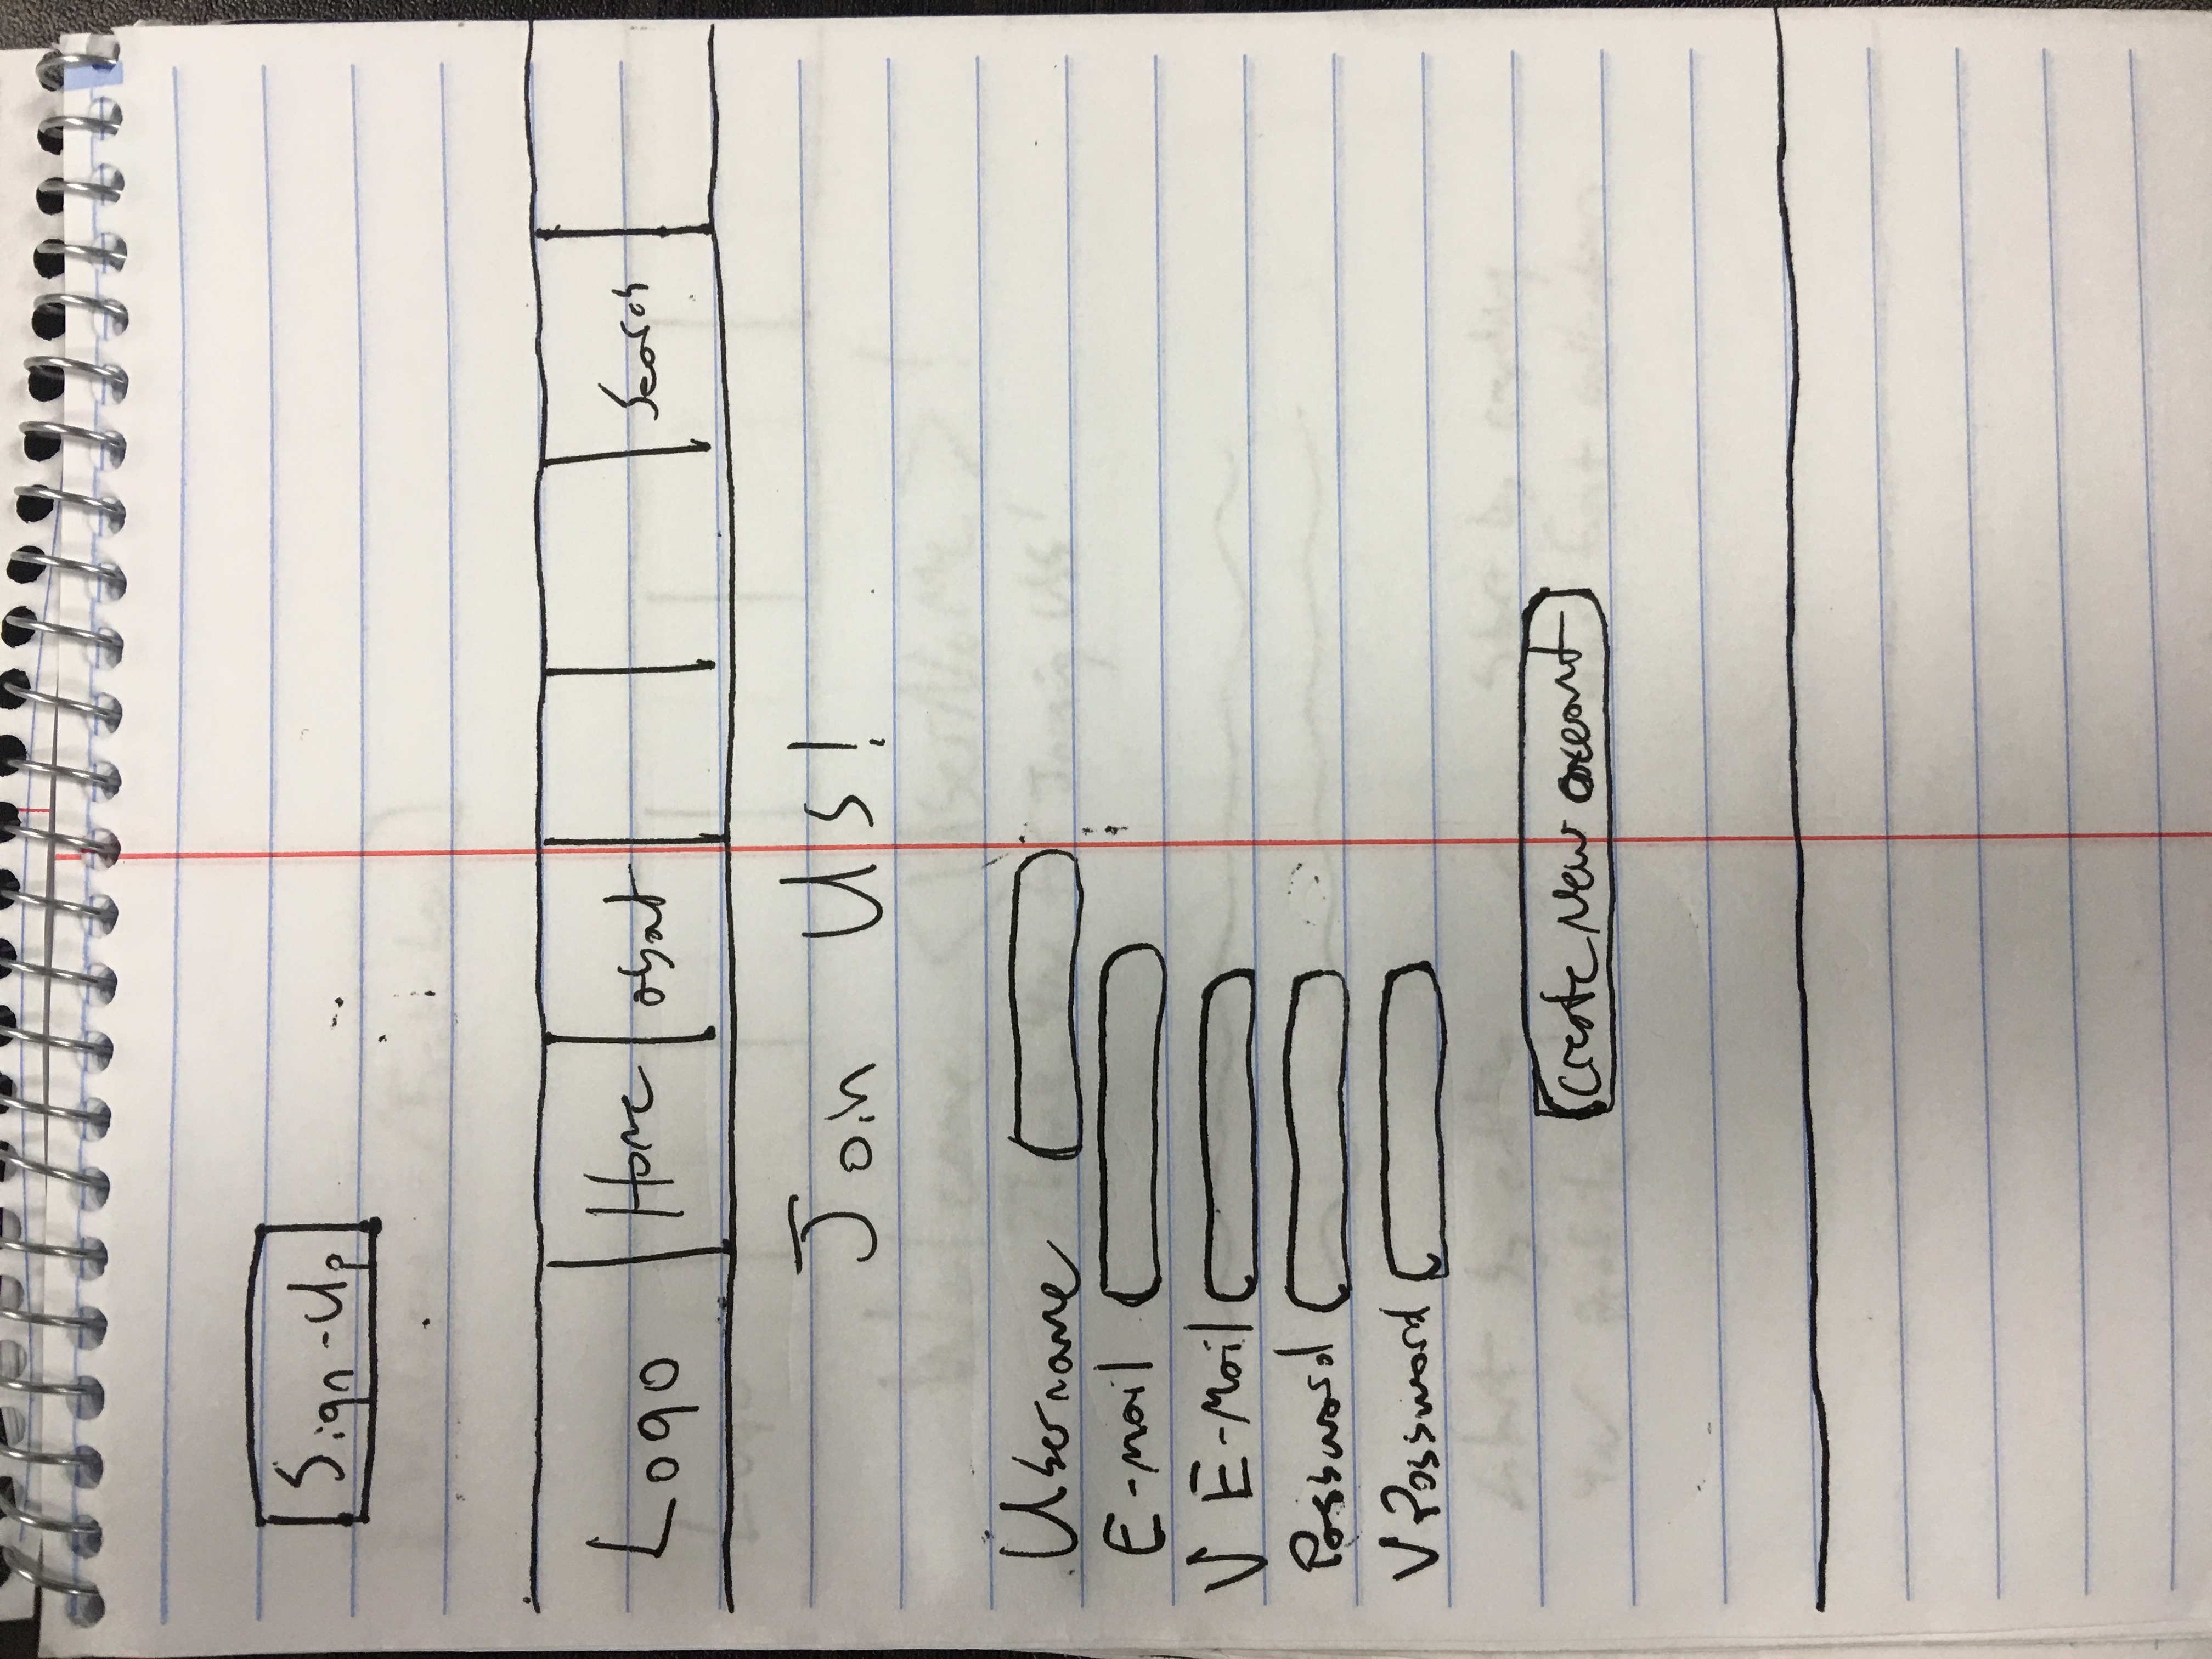 Sign-Up
Logo Home about Search
Join Us!
Username
E-mail
V E-Mail
Password
V Password
Create New account